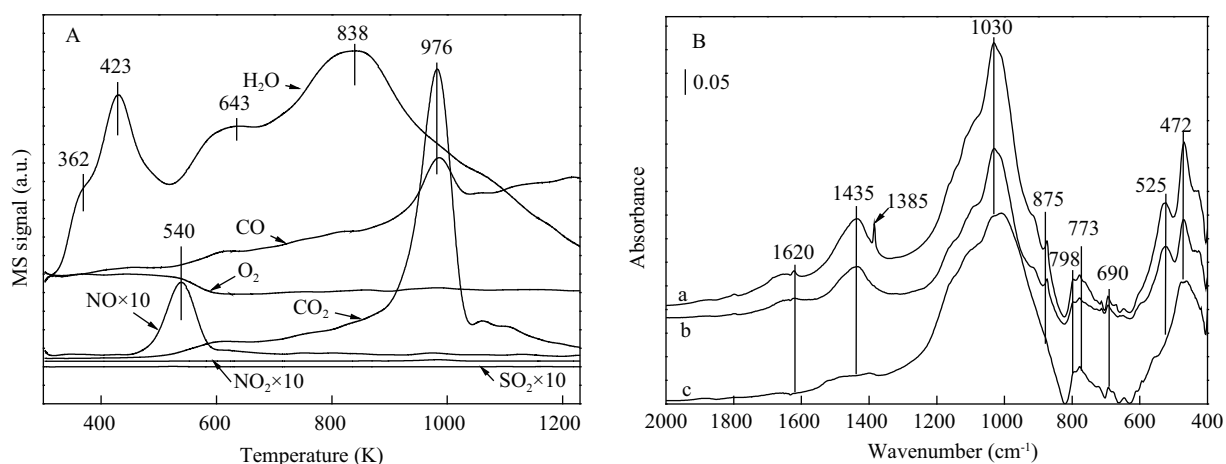 A
838
976
423
H₂O
643
362
CO
540
O₂
NO×10
CO₂
NO₂×10
SO₂×10
MS signal (a.u.)
400 600 800 1000 1200
Temperature (K)
B
1030
0.05
472
1435
1385
875
525
773
1620
798
690
a
b
c
Absorbance
2000 1800 1600 1400 1200 1000 800 600 400
Wavenumber (cm⁻¹)